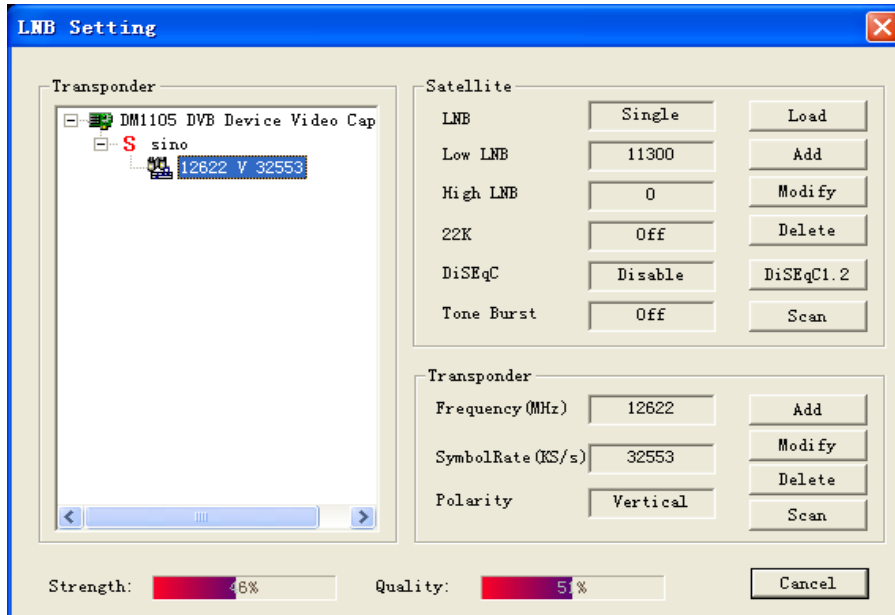 LNB Setting
Transponder
DM1105 DVB Device Video Cap
S sino
12622 V 32553
Satellite
LNB Single Load
Low LNB 11300 Add
High LNB 0 Modify
22K Off Delete
DiSEqC Disable DiSEqC1.2
Tone Burst Off Scan
Transponder
Frequency(MHz) 12622 Add
Modify
SymbolRate(KS/s) 32553
Delete
Polarity Vertical
Scan
Strength: 46% Quality: 51% Cancel